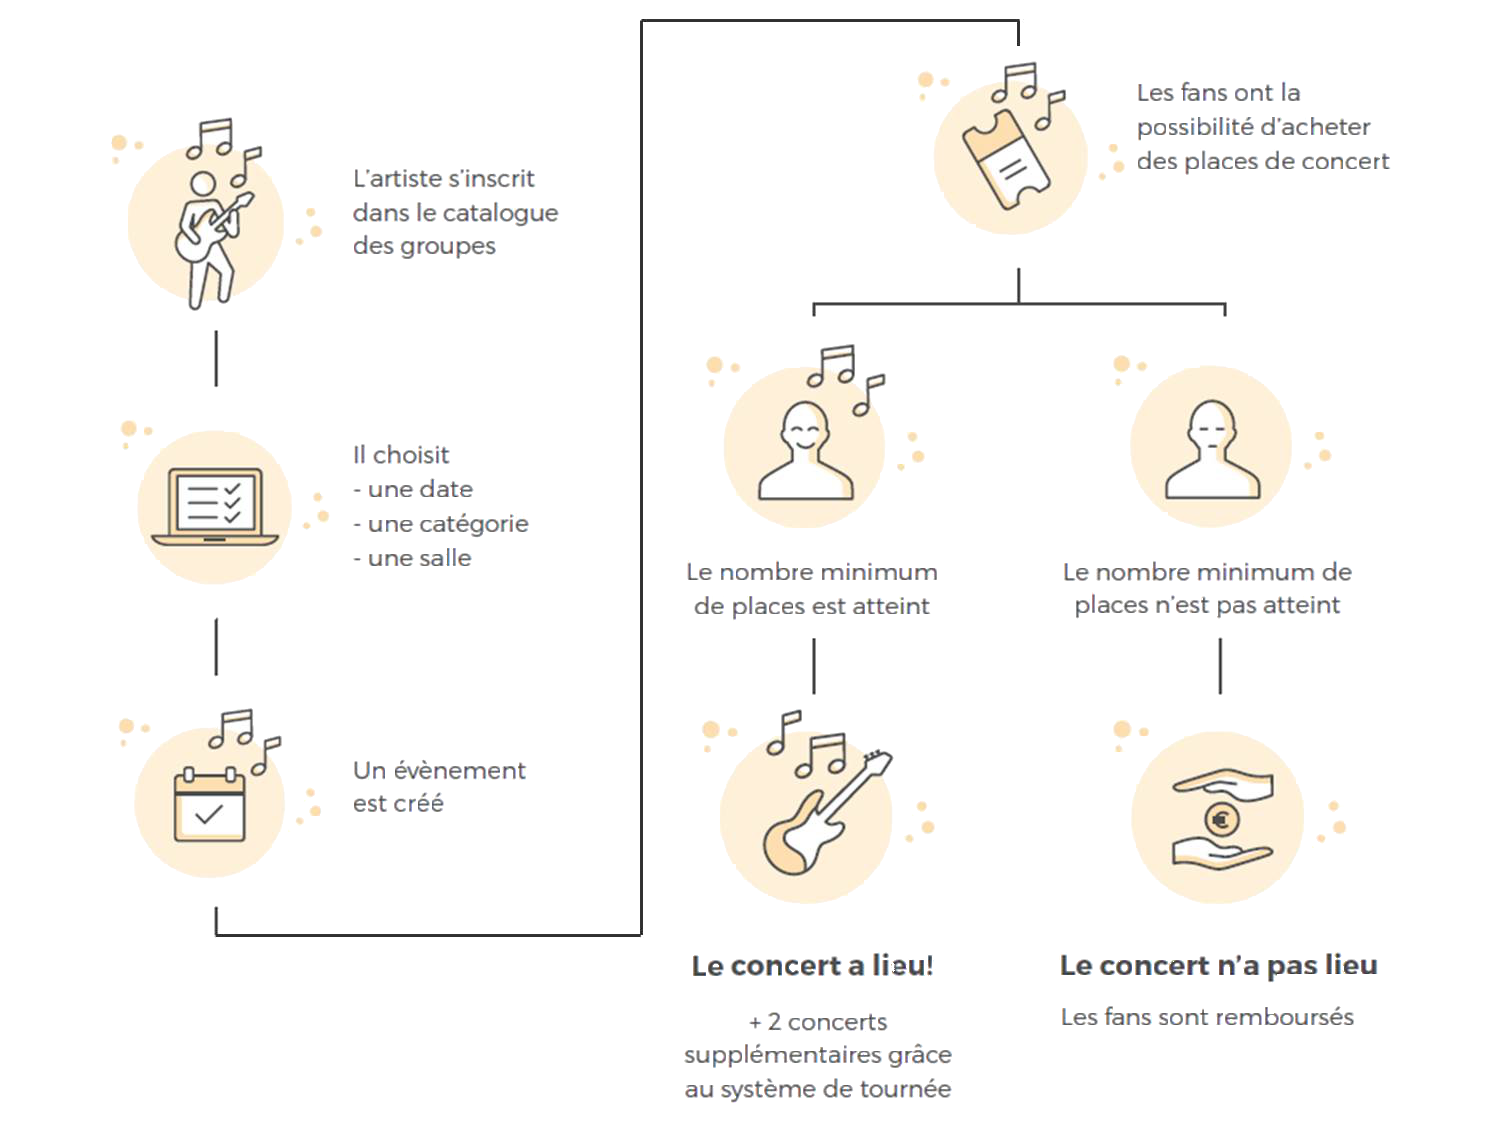 L'artiste s'inscrit
dans le catalogue
des groupes
Il choisit
- une date
- une catégorie
- une salle
Un évènement
est créé
Les fans ont la
possibilité d'acheter
des places de concert
Le nombre minimum
de places est atteint
Le nombre minimum de
places n'est pas atteint
Le concert a lieu!
+ 2 concerts
supplémentaires grâce
au système de tournée
Le concert n'a pas lieu
Les fans sont remboursés
€